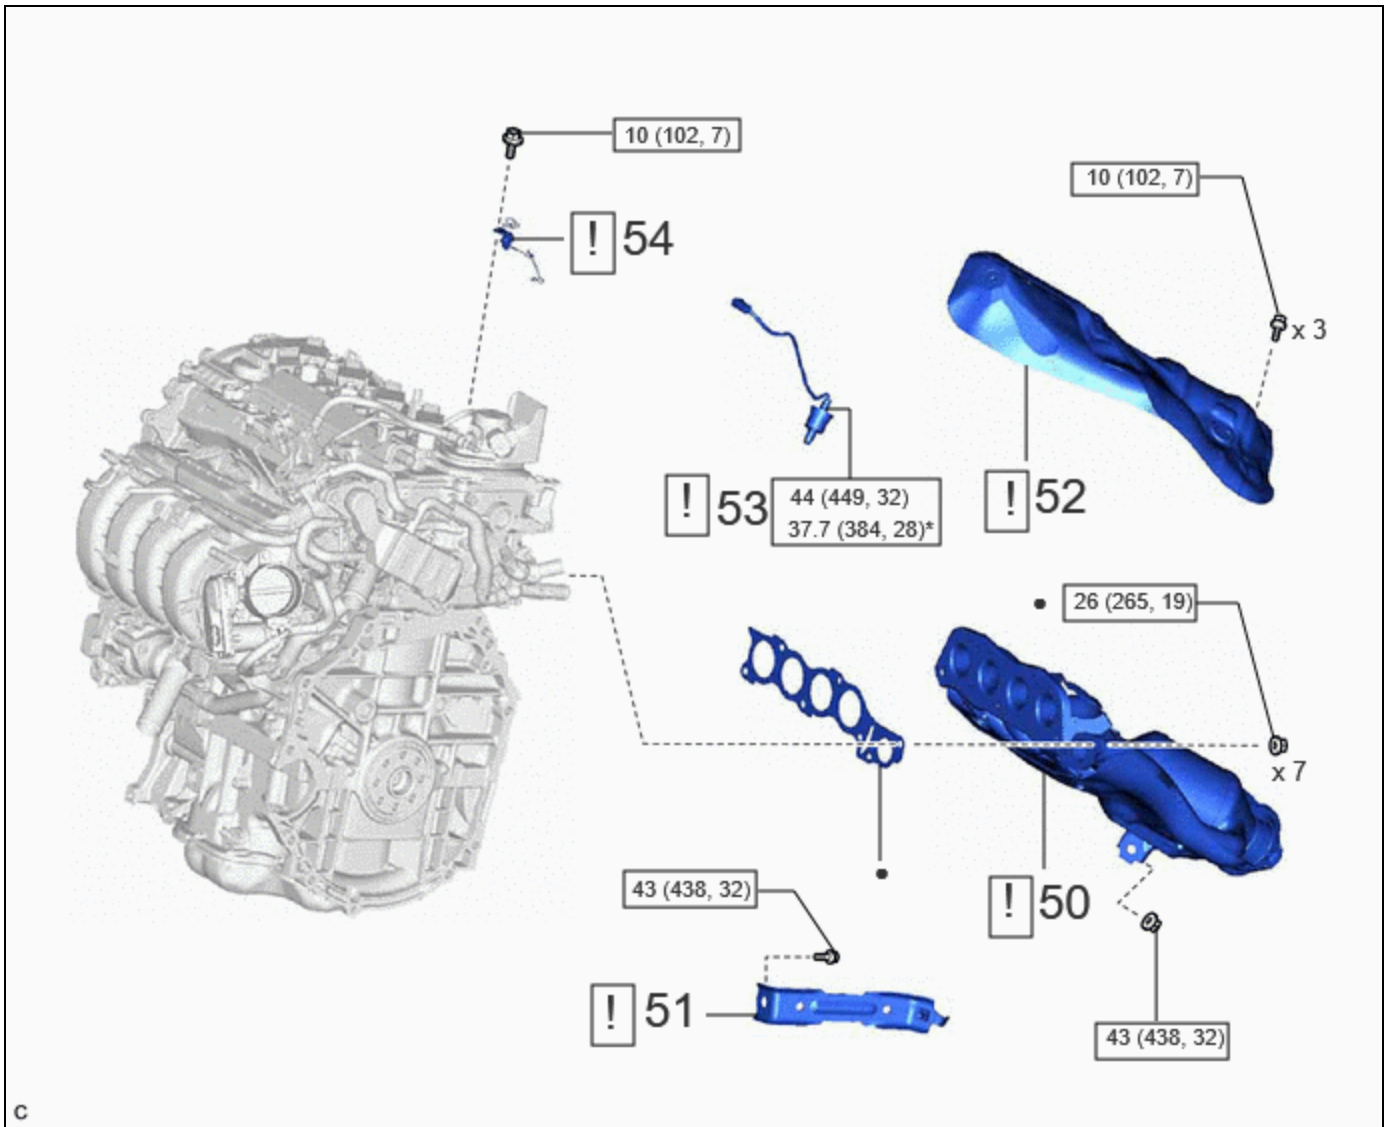 10 (102, 7)
10 (102, 7)
! 54
x 3
! 53
44 (449, 32)
37.7 (384, 28)*
! 52
● 26 (265, 19)
x 7
●
43 (438, 32)
! 50
! 51
43 (438, 32)
C